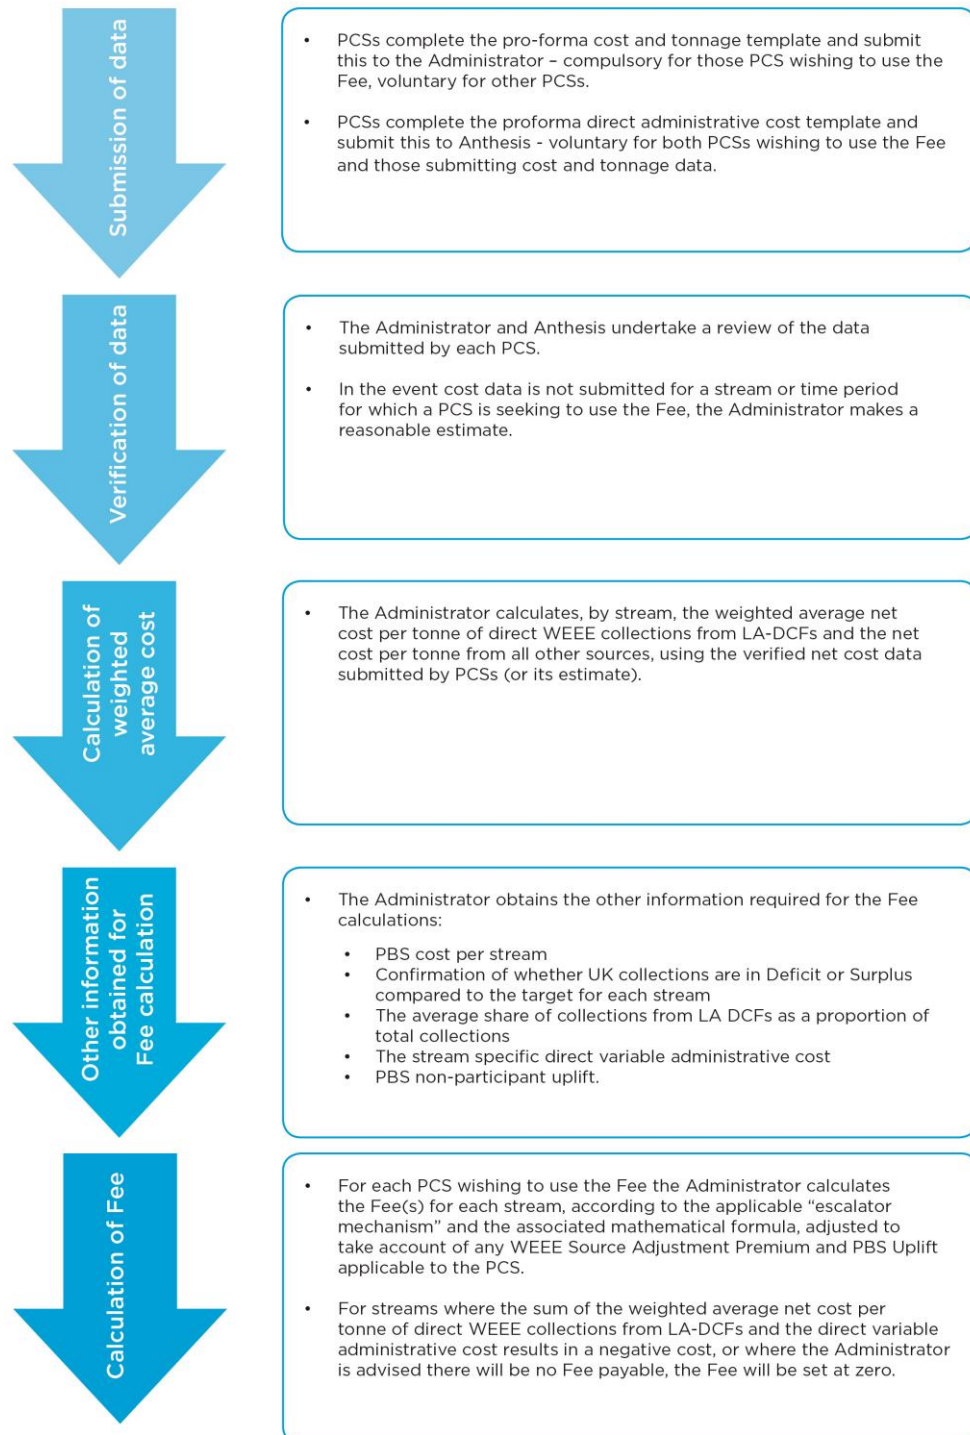 Submission of data
• PCSs complete the pro-forma cost and tonnage template and submit
this to the Administrator – compulsory for those PCS wishing to use the
Fee, voluntary for other PCSs.
• PCSs complete the proforma direct administrative cost template and
submit this to Anthesis - voluntary for both PCSs wishing to use the Fee
and those submitting cost and tonnage data.
Verification of data
• The Administrator and Anthesis undertake a review of the data
submitted by each PCS.
• In the event cost data is not submitted for a stream or time period
for which a PCS is seeking to use the Fee, the Administrator makes a
reasonable estimate.
Calculation of
weighted
average cost
• The Administrator calculates, by stream, the weighted average net
cost per tonne of direct WEEE collections from LA-DCFs and the net
cost per tonne from all other sources, using the verified net cost data
submitted by PCSs (or its estimate).
Other information
obtained for
Fee calculation
• The Administrator obtains the other information required for the Fee
calculations:
• PBS cost per stream
• Confirmation of whether UK collections are in Deficit or Surplus
compared to the target for each stream
• The average share of collections from LA DCFs as a proportion of
total collections
• The stream specific direct variable administrative cost
• PBS non-participant uplift.
Calculation of Fee
• For each PCS wishing to use the Fee the Administrator calculates
the Fee(s) for each stream, according to the applicable “escalator
mechanism” and the associated mathematical formula, adjusted to
take account of any WEEE Source Adjustment Premium and PBS Uplift
applicable to the PCS.
• For streams where the sum of the weighted average net cost per
tonne of direct WEEE collections from LA-DCFs and the direct variable
administrative cost results in a negative cost, or where the Administrator
is advised there will be no Fee payable, the Fee will be set at zero.